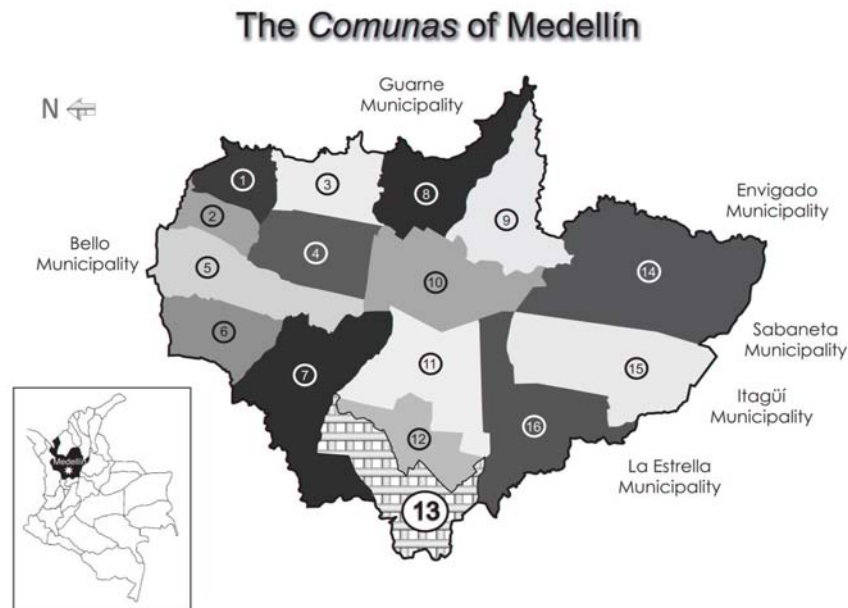 The Comunas of Medellín
Guarne
Municipality
N
1
3
8
2
9
Envigado
Municipality
Bello
Municipality
4
5
10
14
6
Sabaneta
Municipality
7
11
15
Itagüí
Municipality
12
16
Medellín
La Estrella
Municipality
13